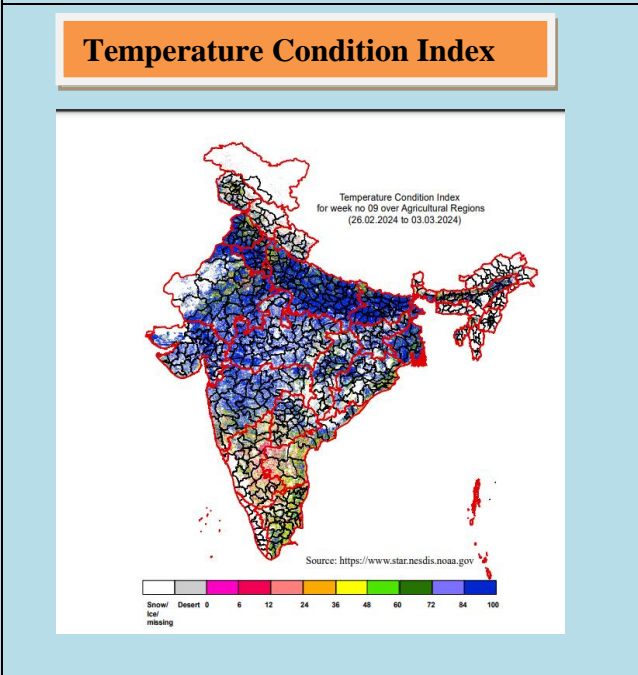 Temperature Condition Index
Temperature Condition Index
for week no 09 over Agricultural Regions
(26.02.2024 to 03.03.2024)
Source: https://www.star.nesdis.noaa.gov
Snow/ Desert 0 6 12 24 36 48 60 72 84 100
Ice/
missing